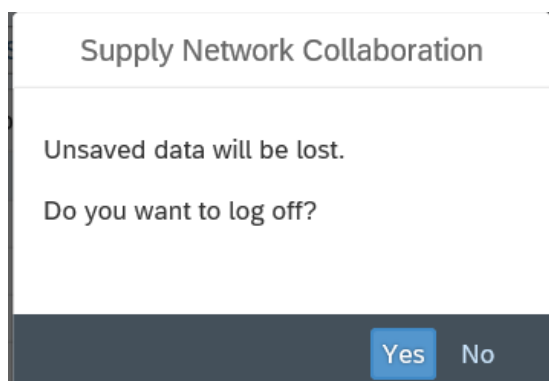 Supply Network Collaboration
Unsaved data will be lost.
Do you want to log off?
Yes No